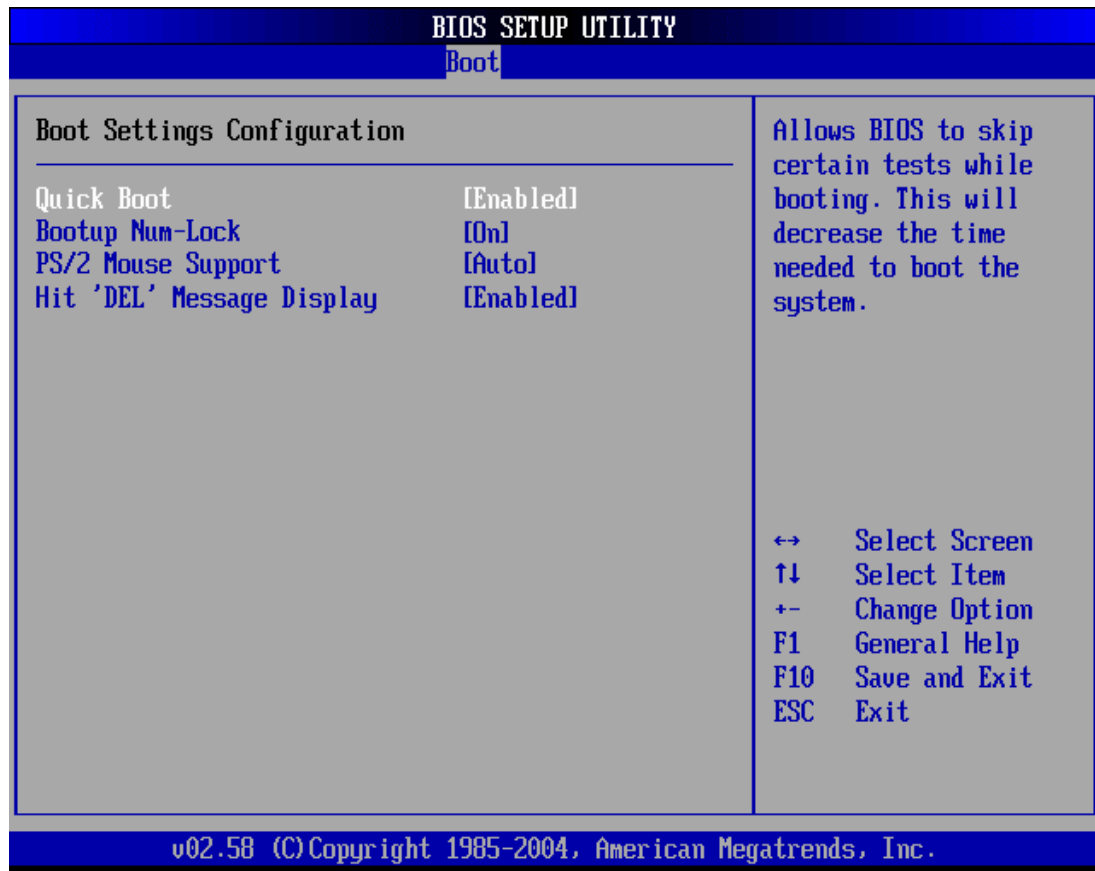 BIOS SETUP UTILITY
Boot
Boot Settings Configuration
Quick Boot [Enabled]
Bootup Num-Lock [On]
PS/2 Mouse Support [Auto]
Hit 'DEL' Message Display [Enabled]
Allows BIOS to skip
certain tests while
booting. This will
decrease the time
needed to boot the
system.
↔ Select Screen
↑↓ Select Item
+- Change Option
F1 General Help
F10 Save and Exit
ESC Exit
v02.58 (C)Copyright 1985-2004, American Megatrends, Inc.